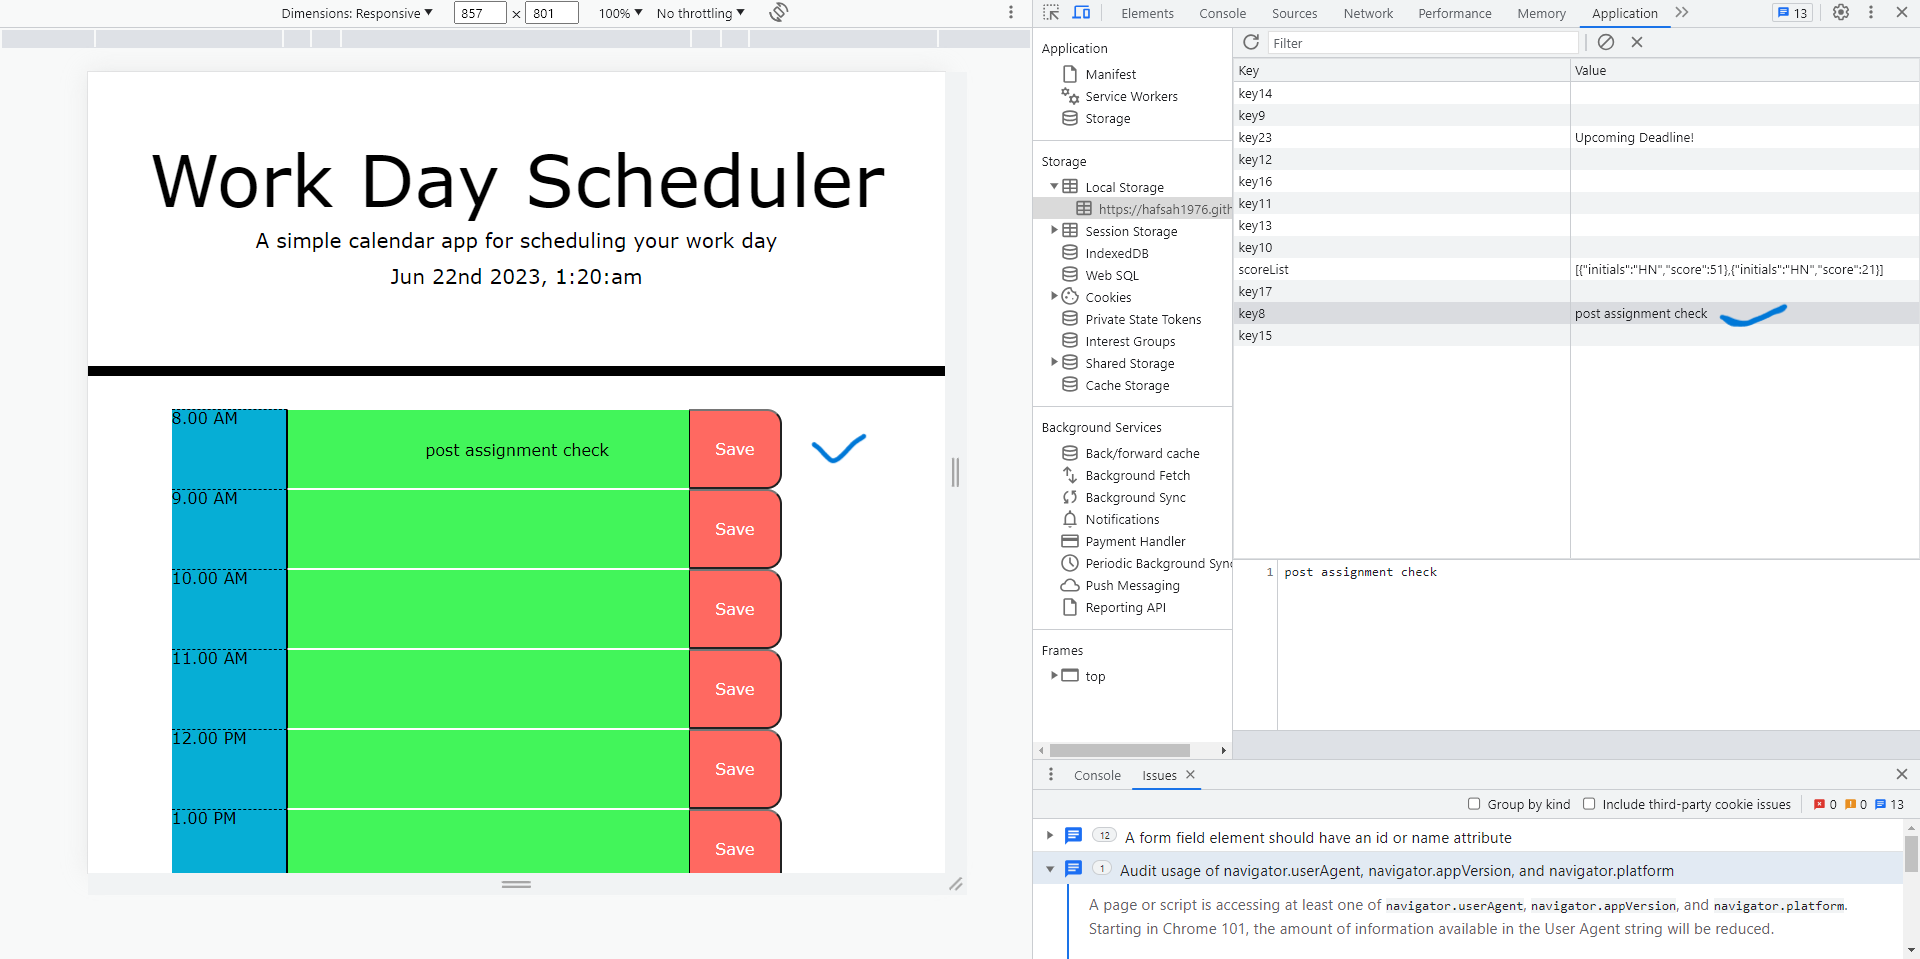 Dimensions: Responsive 857 × 801 100% No throttling
Work Day Scheduler
A simple calendar app for scheduling your work day
Jun 22nd 2023, 1:20:am
8.00 AM
post assignment check
Save
9.00 AM
Save
10.00 AM
Save
11.00 AM
Save
12.00 PM
Save
1.00 PM
Save
Elements Console Sources Network Performance Memory Application 13
Application
Manifest
Service Workers
Storage
Storage
Local Storage
https://hafsah1976.gith
Session Storage
IndexedDB
Web SQL
Cookies
Private State Tokens
Interest Groups
Shared Storage
Cache Storage
Background Services
Back/forward cache
Background Fetch
Background Sync
Notifications
Payment Handler
Periodic Background Sync
Push Messaging
Reporting API
Frames
top
Filter
Key Value
key14
key9
key23 Upcoming Deadline!
key12
key16
key11
key13
key10
scoreList [{"initials":"HN","score":51},{"initials":"HN","score":21}]
key17
key8 post assignment check
key15
1 post assignment check
Console Issues
Group by kind Include third-party cookie issues 0 0 13
12 A form field element should have an id or name attribute
1 Audit usage of navigator.userAgent, navigator.appVersion, and navigator.platform
A page or script is accessing at least one of navigator.userAgent, navigator.appVersion, and navigator.platform.
Starting in Chrome 101, the amount of information available in the User Agent string will be reduced.